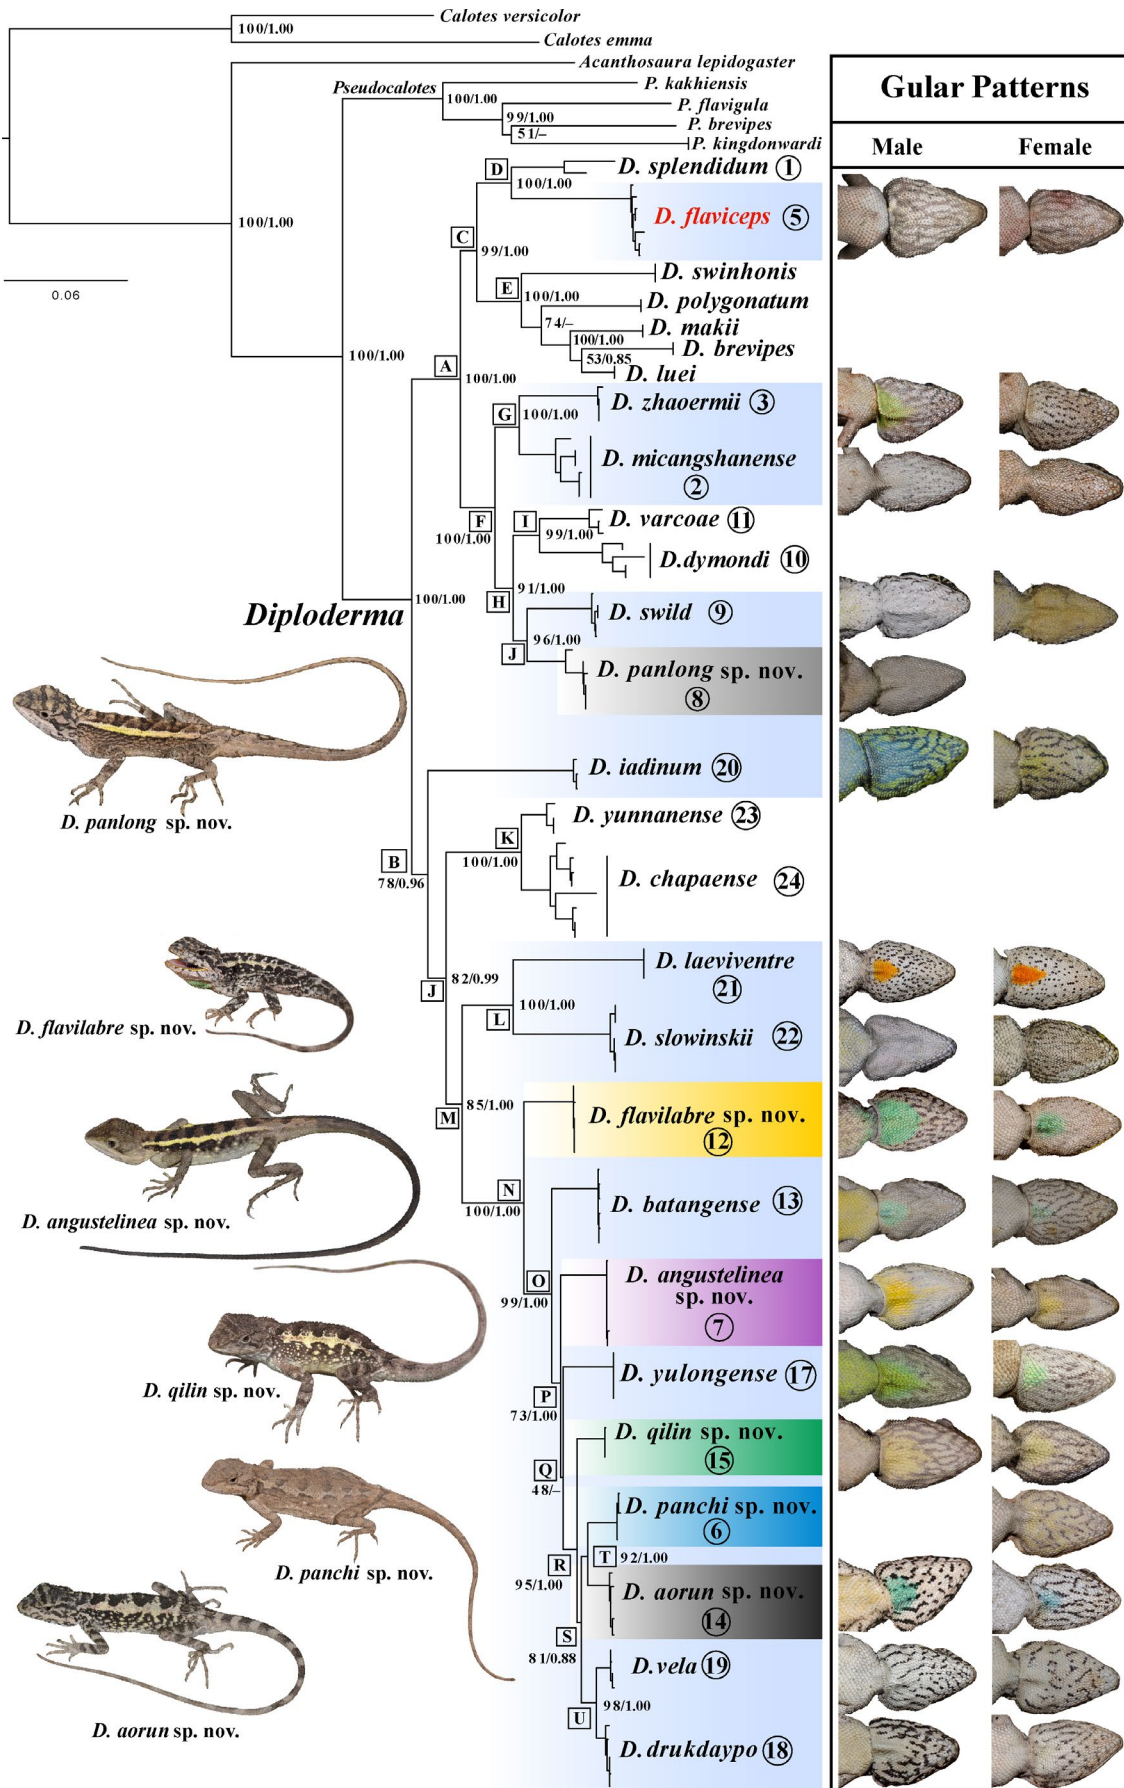 Calotes versicolor
100/1.00
Calotes emma
Acanthosaura lepidogaster
Pseudocalotes
P. kakhiensis
100/1.00
P. flavigula
99/1.00
P. brevipes
51/–
P. kingdonwardi
Gular Patterns
Male
Female
D
D. splendidum 1
100/1.00
D. flaviceps 5
100/1.00
C
99/1.00
0.06
E
D. swinhonis
100/1.00
D. polygonatum
74/–
D. makii
100/1.00
D. brevipes
53/0.85
D. luei
100/1.00
A
100/1.00
G
D. zhaoermii 3
100/1.00
D. micangshanense
2
F
100/1.00
I
D. varcoae 11
99/1.00
D.dymondi 10
91/1.00
H
Diploderma
100/1.00
D. swild 9
96/1.00
J
D. panlong sp. nov.
8
D. iadinum 20
D. panlong sp. nov.
D. yunnanense 23
K
100/1.00
B
78/0.96
D. chapaense 24
D. laeviventre
21
82/0.99
J
100/1.00
L
D. slowinskii 22
D. flavilabre sp. nov.
85/1.00
M
D. flavilabre sp. nov.
12
N
100/1.00
D. batangense 13
D. angustelinea sp. nov.
O
99/1.00
D. angustelinea
sp. nov.
7
D. yulongense 17
D. qilin sp. nov.
P
73/1.00
D. qilin sp. nov.
15
Q
48/–
D. panchi sp. nov.
6
T 92/1.00
R
95/1.00
D. panchi sp. nov.
D. aorun sp. nov.
14
S
81/0.88
D.vela 19
98/1.00
U
D. aorun sp. nov.
D.drukdaypo 18